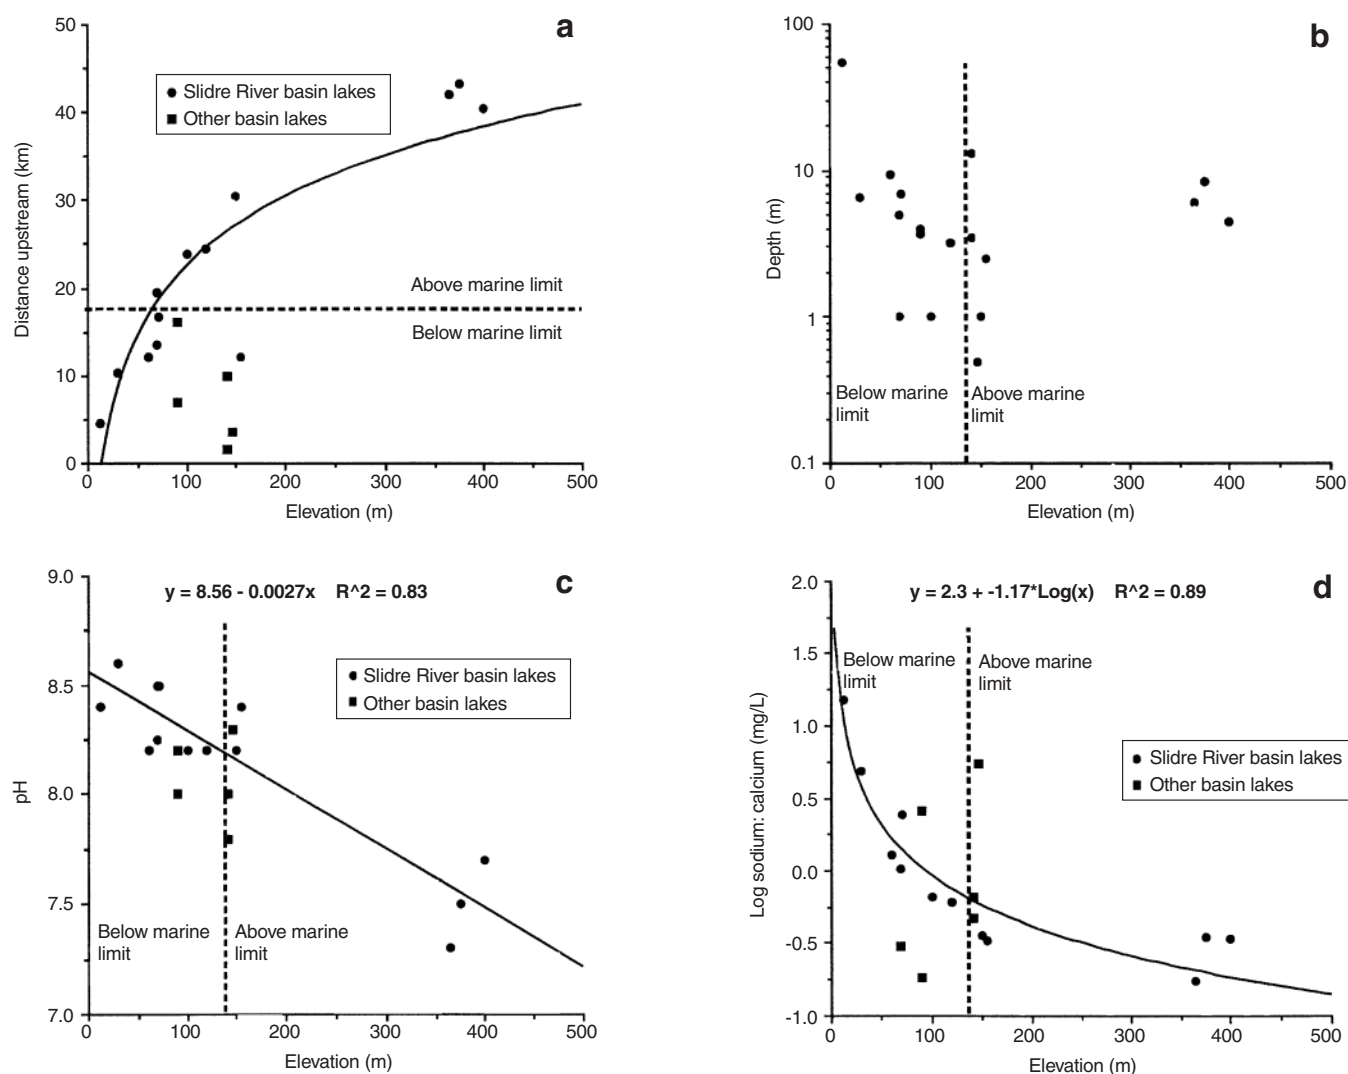 a
50
40
30
20
10
0
Distance upstream (km)
Slidre River basin lakes
Other basin lakes
Above marine limit
Below marine limit
0 100 200 300 400 500
Elevation (m)
b
100
10
1
0.1
Depth (m)
Below marine
limit
Above marine
limit
0 100 200 300 400 500
Elevation (m)
c
y = 8.56 - 0.0027x R^2 = 0.83
9.0
8.5
8.0
7.5
7.0
pH
Slidre River basin lakes
Other basin lakes
Below marine
limit
Above marine
limit
0 100 200 300 400 500
Elevation (m)
d
y = 2.3 + -1.17*Log(x) R^2 = 0.89
2.0
1.5
1.0
0.5
0.0
-0.5
-1.0
Log sodium: calcium (mg/L)
Below marine
limit
Above marine
limit
Slidre River basin lakes
Other basin lakes
0 100 200 300 400 500
Elevation (m)